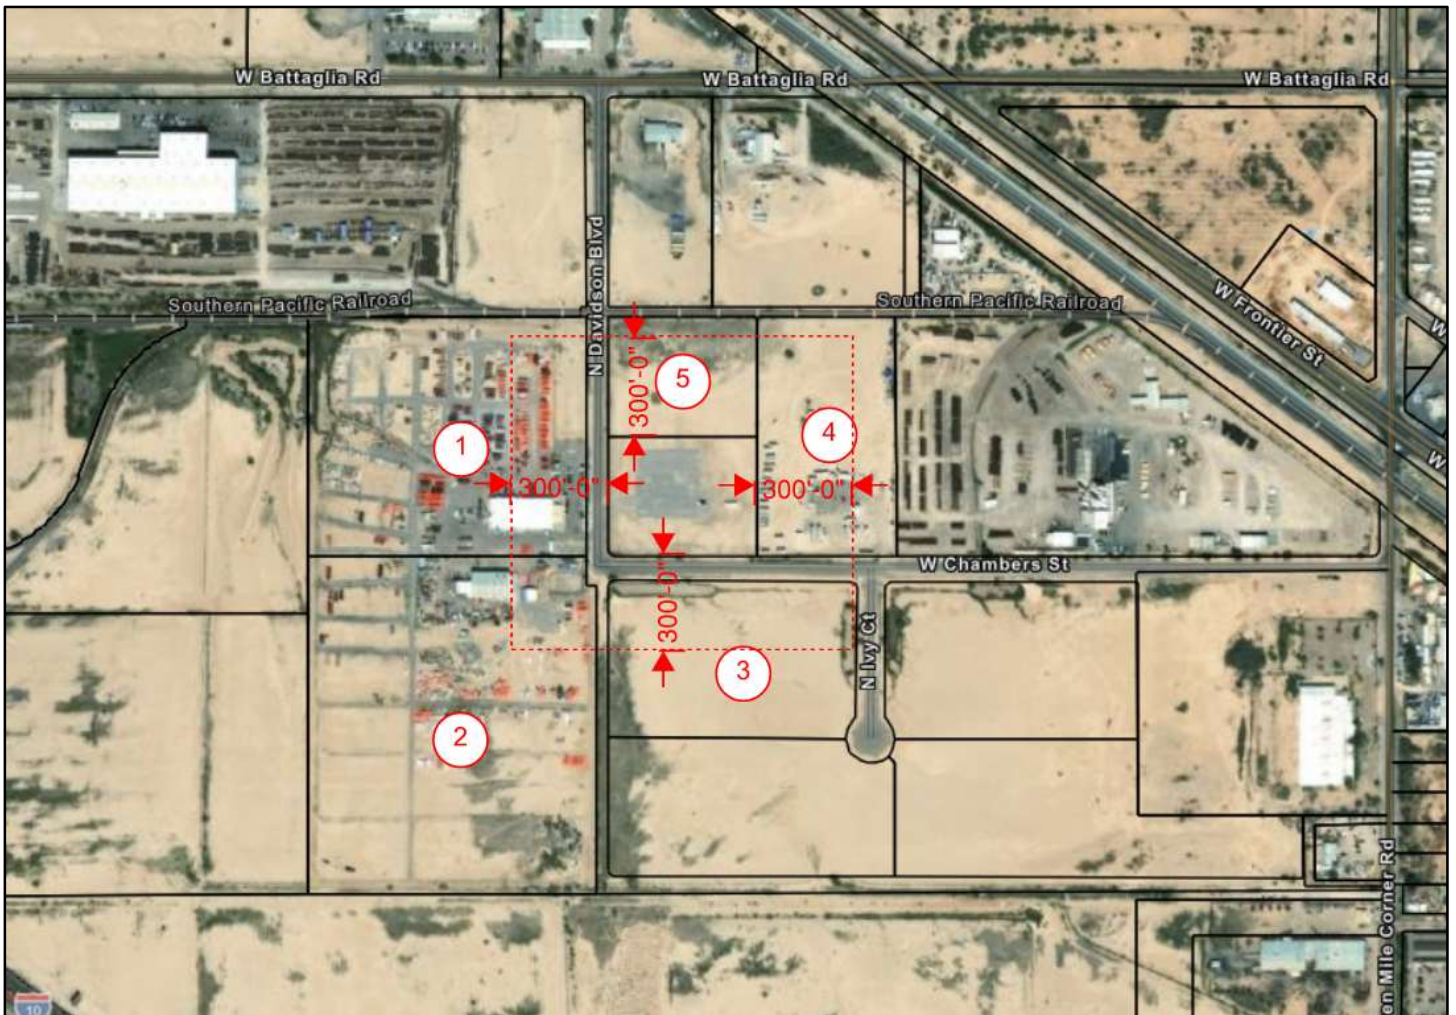 W Battaglia Rd
W Battaglia Rd
W Battaglia Rd
N Davidson Blvd
Southern Pacific Railroad
Southern Pacific Railroad
W Frontier St
W
W
5
300'-0"
1
4
300'-0"
300'-0"
W Chambers St
300'-0"
N Ivy Ct
3
2
en Mile Corner Rd
10